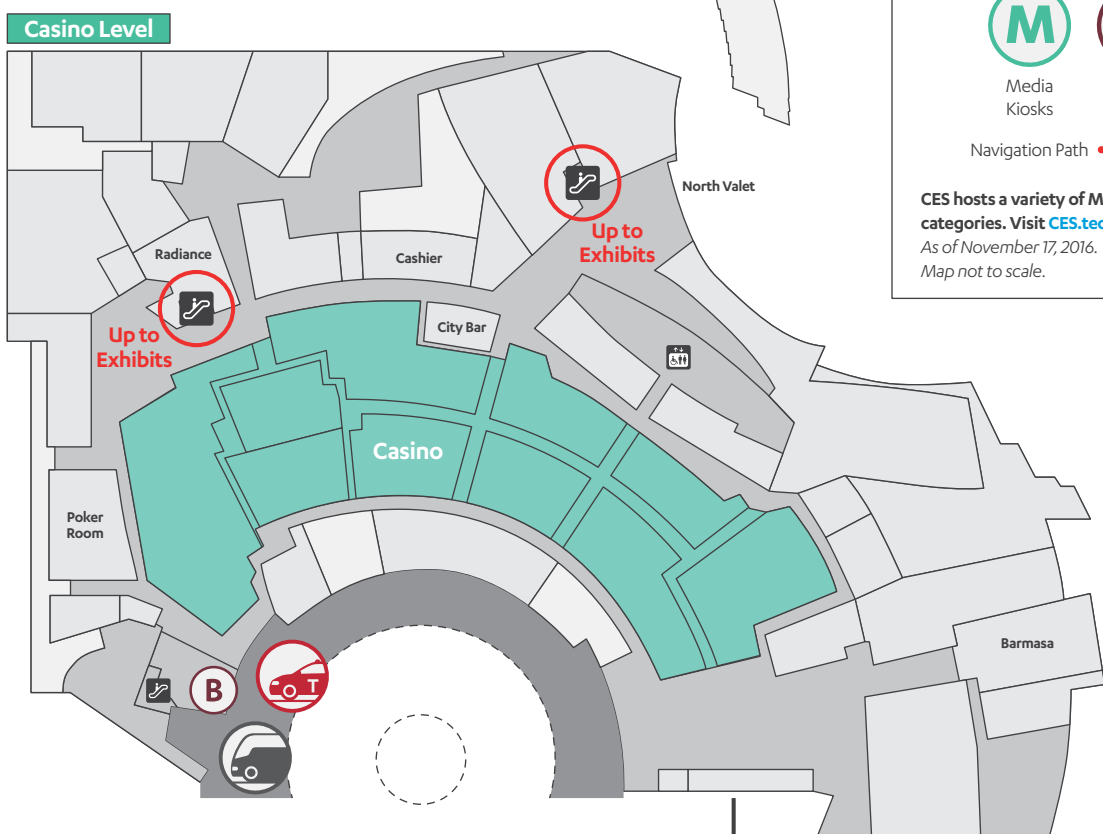 Casino Level
M
Media
Kiosks
Navigation Path
North Valet
CES hosts a variety of M
categories. Visit CES.tec
As of November 17, 2016.
Map not to scale.
Up to
Exhibits
Radiance
Cashier
City Bar
Up to
Exhibits
Casino
Poker
Room
Barmasa
B
T